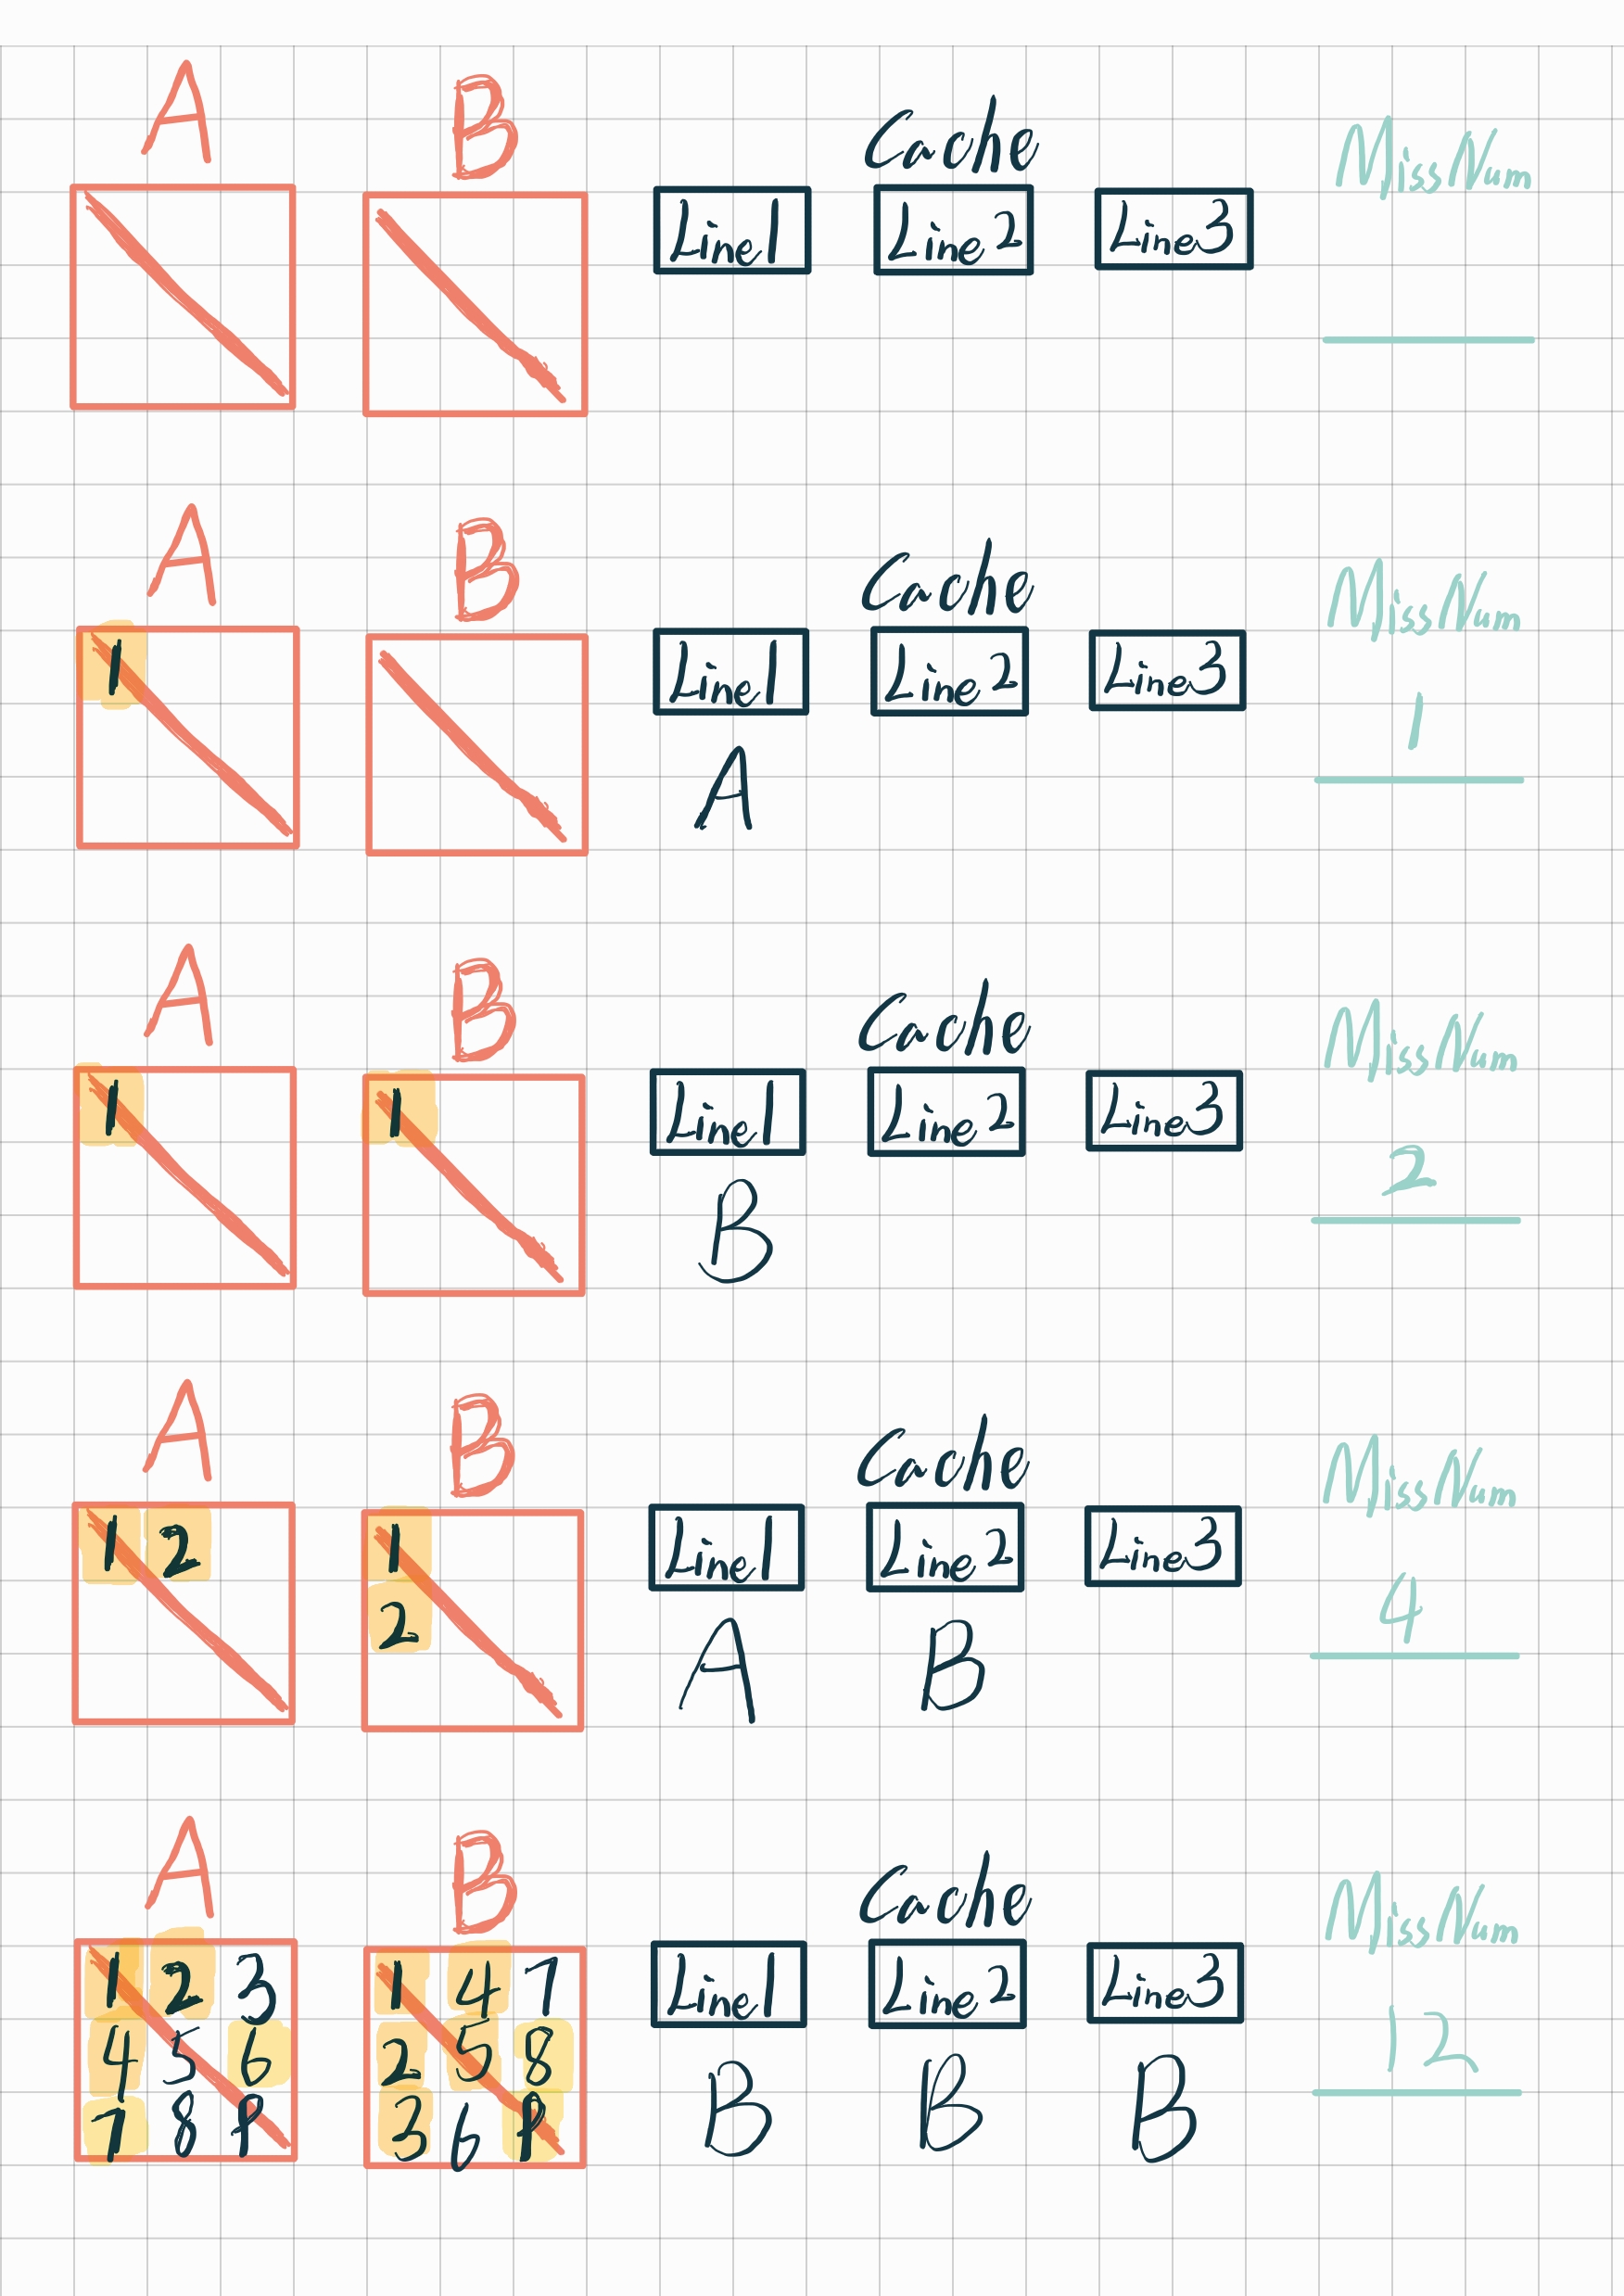 A B Cache MissNum
Line1 Line2 Line3
A B Cache MissNum
1 Line1 Line2 Line3
A 1
A B Cache MissNum
1 1 Line1 Line2 Line3
B 2
A B Cache MissNum
1 2 1 Line1 Line2 Line3
2 A B 4
A B Cache MissNum
1 2 3 1 4 7 Line1 Line2 Line3
4 5 6 2 5 8 B B B 12
7 8 9 3 6 9